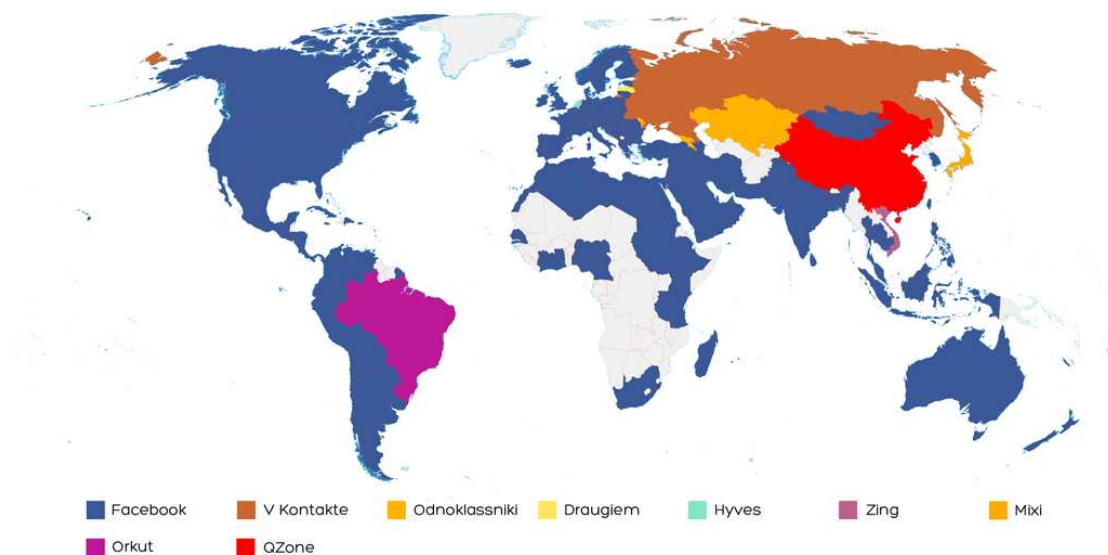 Facebook V Kontakte Odnoklassniki Draugiem Hyves Zing Mixi
Orkut QZone